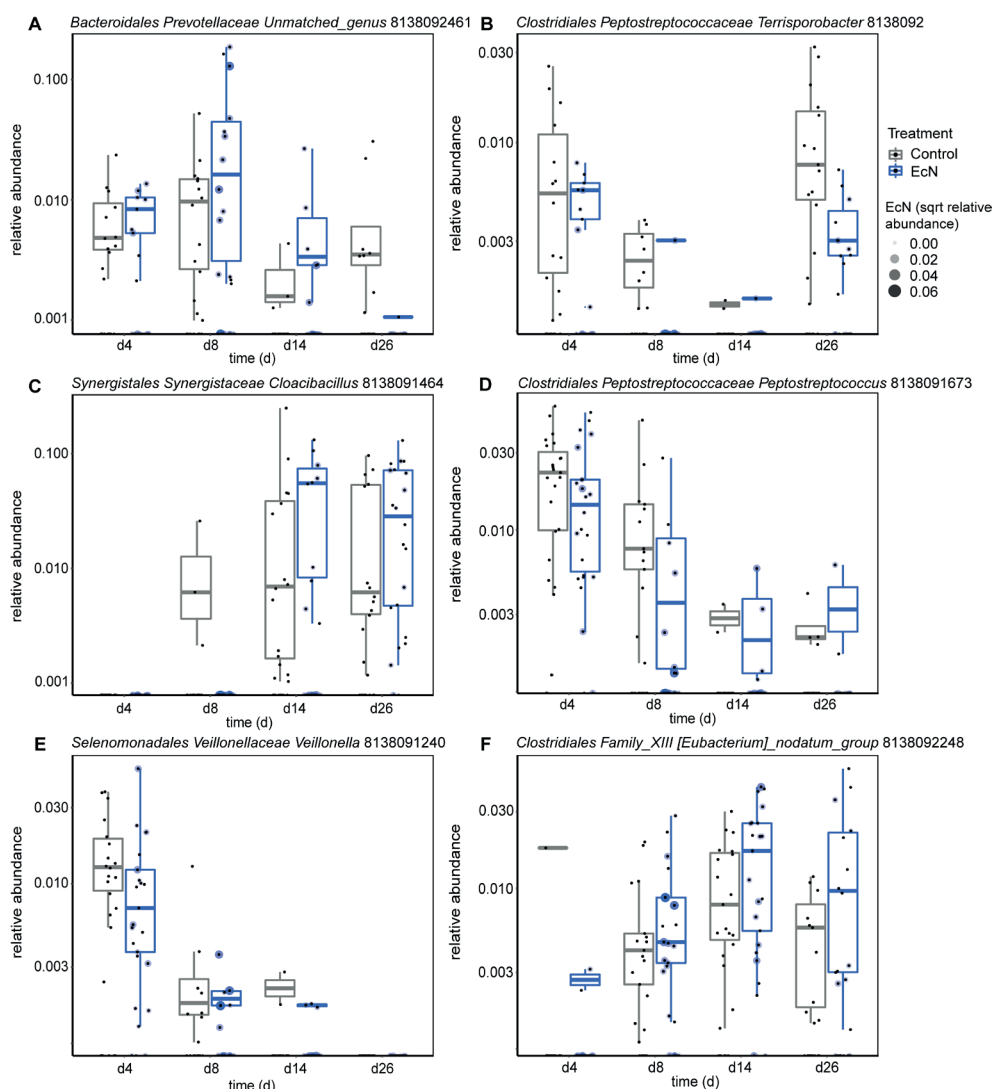 A Bacteroidales Prevotellaceae Unmatched_genus 8138092461
0.100
0.010
0.001
relative abundance
d4 d8 d14 d26
time (d)
B Clostridiales Peptostreptococcaceae Terrisporobacter 8138092
0.030
0.010
0.003
relative abundance
d4 d8 d14 d26
time (d)
Treatment
Control
EcN
EcN (sqrt relative
abundance)
0.00
0.02
0.04
0.06
C Synergistales Synergistaceae Cloacibacillus 8138091464
0.100
0.010
0.001
relative abundance
d4 d8 d14 d26
time (d)
D Clostridiales Peptostreptococcaceae Peptostreptococcus 8138091673
0.030
0.010
0.003
relative abundance
d4 d8 d14 d26
time (d)
E Selenomonadales Veillonellaceae Veillonella 8138091240
0.030
0.010
0.003
relative abundance
d4 d8 d14 d26
time (d)
F Clostridiales Family_XIII [Eubacterium]_nodatum_group 8138092248
0.030
0.010
0.003
relative abundance
d4 d8 d14 d26
time (d)